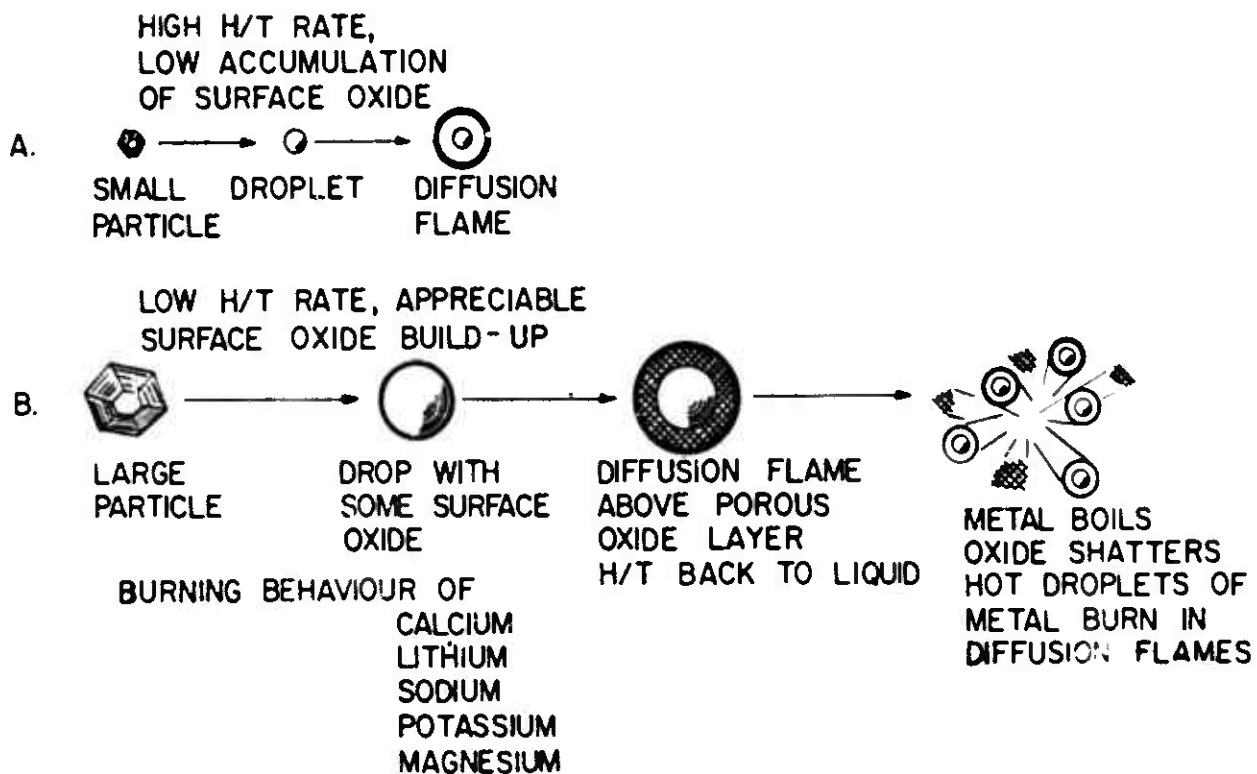 HIGH H/T RATE,
LOW ACCUMULATION
OF SURFACE OXIDE
A.
SMALL DROPLET DIFFUSION
PARTICLE FLAME
LOW H/T RATE, APPRECIABLE
SURFACE OXIDE BUILD-UP
B.
LARGE
PARTICLE
DROP WITH
SOME SURFACE
OXIDE
DIFFUSION FLAME
ABOVE POROUS
OXIDE LAYER
H/T BACK TO LIQUID
METAL BOILS
OXIDE SHATTERS
HOT DROPLETS OF
METAL BURN IN
DIFFUSION FLAMES
BURNING BEHAVIOUR OF
CALCIUM
LITHIUM
SODIUM
POTASSIUM
MAGNESIUM